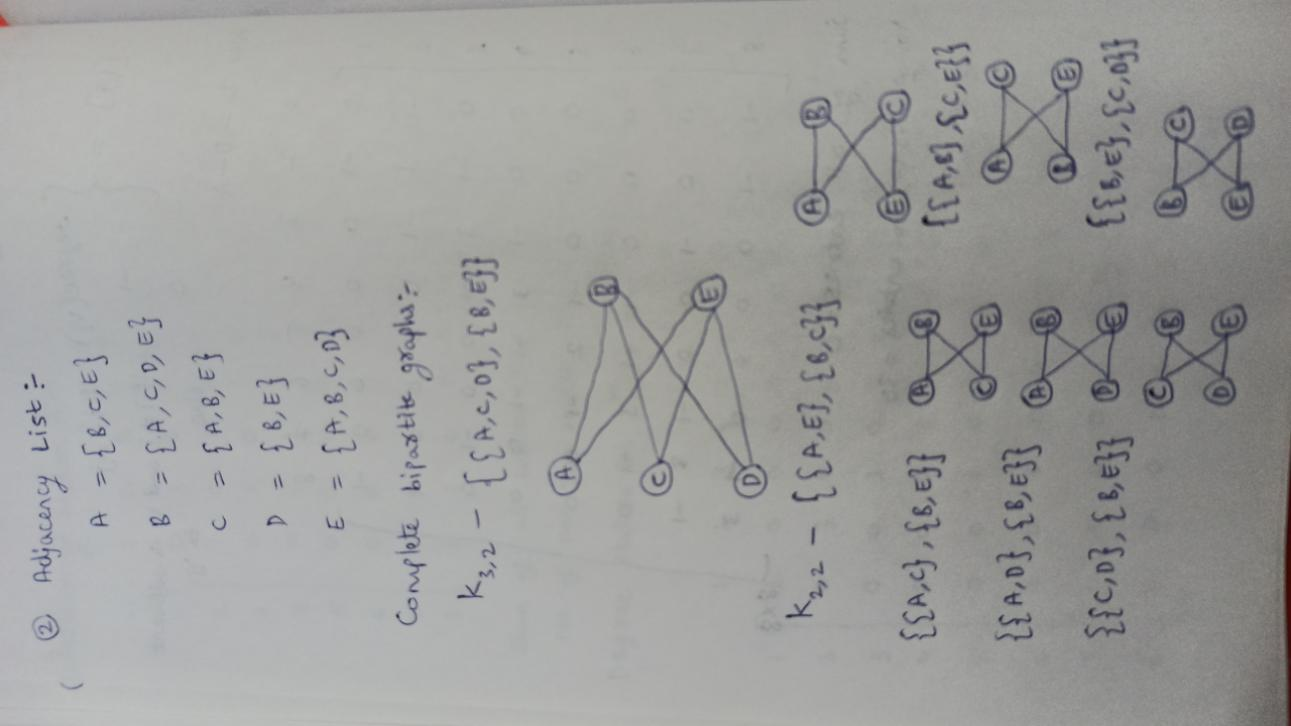 ② Adjacency List :-
A = {B, C, E}
B = {A, C, D, E}
C = {A, B, E}
D = {B, E}
E = {A, B, C, D}
Complete bipartite graphs :-
K3,2 - {{A, C, D}, {B, E}}
A B
C E
D
K2,2 - {{A, E}, {B, C}}
A B
E C
{{A, C}, {B, E}}
A B
C E
{{A, B}, {C, E}}
A C
B E
{{A, D}, {B, E}}
A B
D E
{{B, E}, {C, D}}
B C
E D
{{C, D}, {B, E}}
C B
D E